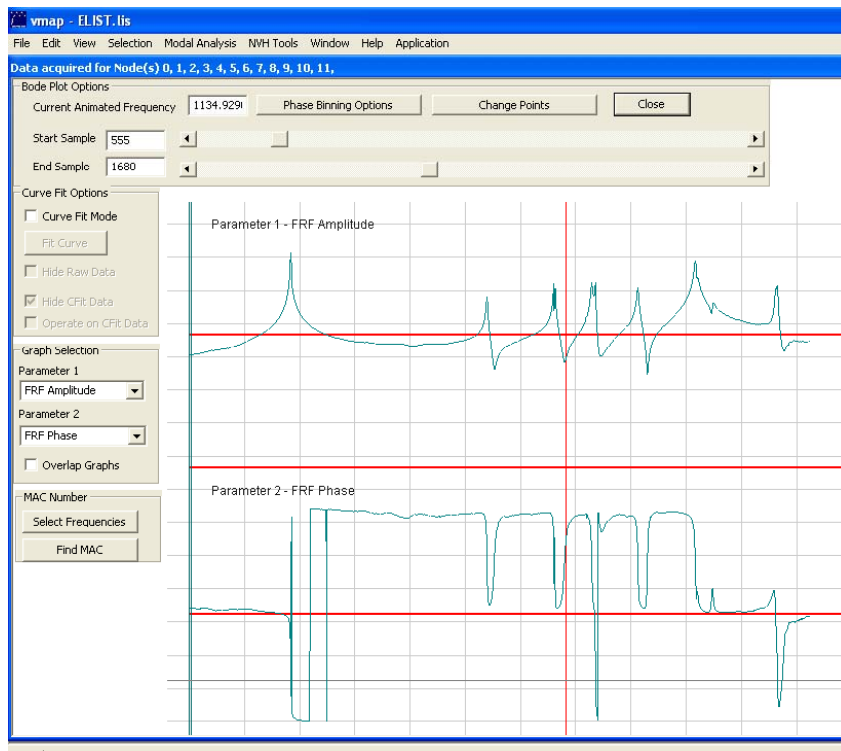 vmap - ELIST.lis
File Edit View Selection Modal Analysis NVH Tools Window Help Application
Data acquired for Node(s) 0, 1, 2, 3, 4, 5, 6, 7, 8, 9, 10, 11,
Bode Plot Options
Current Animated Frequency 1134.929 Phase Binning Options Change Points Close
Start Sample 555
End Sample 1680
Curve Fit Options
Curve Fit Mode
Fit Curve
Hide Raw Data
Hide CFit Data
Operate on CFit Data
Graph Selection
Parameter 1
FRF Amplitude
Parameter 2
FRF Phase
Overlap Graphs
MAC Number
Select Frequencies
Find MAC
Parameter 1 - FRF Amplitude
Parameter 2 - FRF Phase